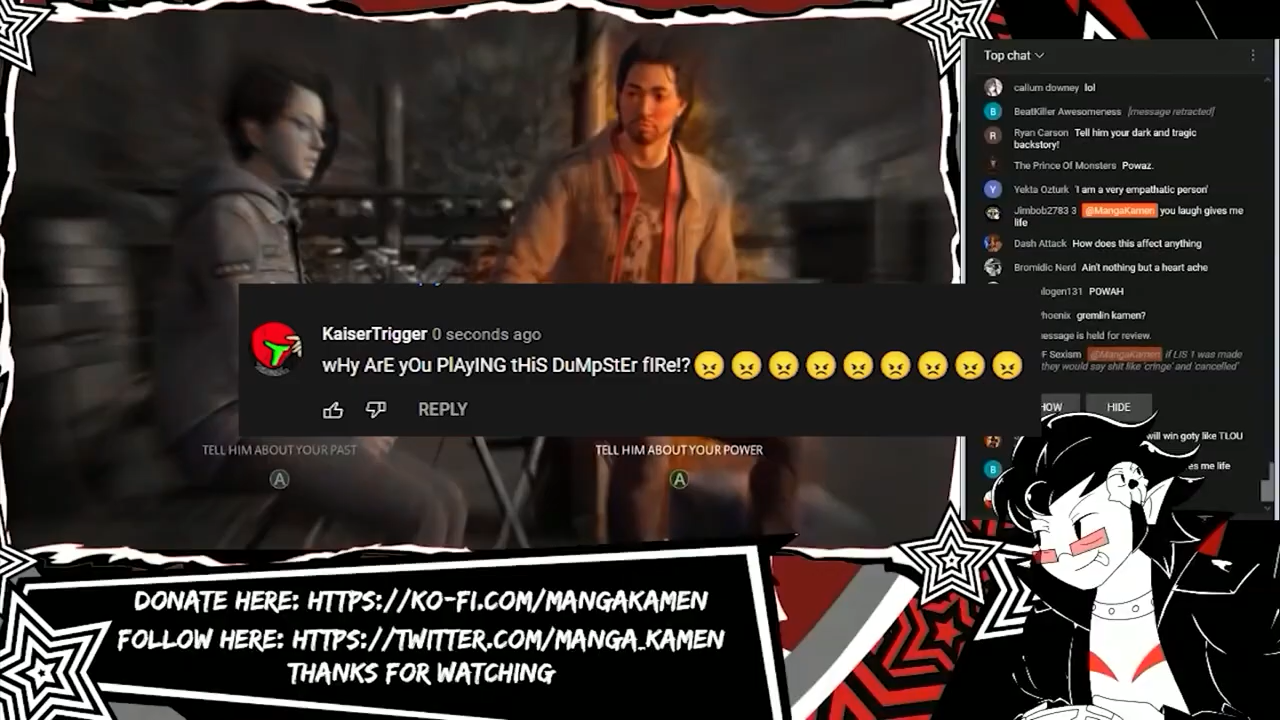 Top chat
callum downey lol
BeatKiller Awesomeness [message retracted]
Ryan Carson Tell him your dark and tragic
backstory!
The Prince Of Monsters Powaz.
Yekta Ozturk 'I am a very empathatic person'
Jimbob2783 3 @MangaKamen you laugh gives me
life
Dash Attack How does this affect anything
Bromidic Nerd Ain't nothing but a heart ache
logen131 POWAH
hoenix gremlin kamen?
essage is held for review.
F Sexism @MangaKamen if LIS 1 was made
they would say shit like 'cringe' and 'cancelled'
HOW HIDE
will win goty like TLOU
es me life
KaiserTrigger 0 seconds ago
wHy ArE yOu PlAyING tHiS DuMpStEr fIRe!? 😠😠😠😠😠😠😠😠😠
REPLY
TELL HIM ABOUT YOUR PAST
A
TELL HIM ABOUT YOUR POWER
A
DONATE HERE: HTTPS://KO-FI.COM/MANGAKAMEN
FOLLOW HERE: HTTPS://TWITTER.COM/MANGA_KAMEN
THANKS FOR WATCHING